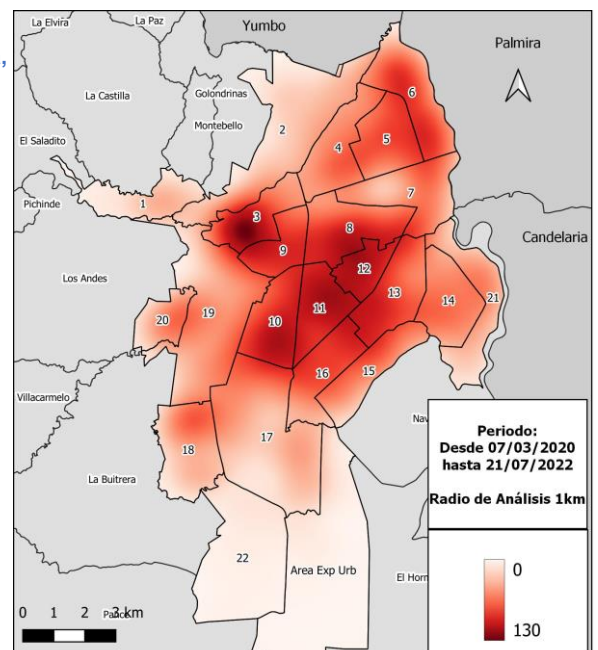 La Elvira
La Paz
Yumbo
Palmira
La Castilla
Golondrinas
6
Montebello
2
4
5
El Saladito
1
7
Pichinde
3
8
Candelaria
9
12
Los Andes
13
14
21
11
20
19
10
16
15
Villacarmelo
17
18
La Buitrera
22
Area Exp Urb
Periodo:
Desde 07/03/2020
hasta 21/07/2022
Radio de Análisis 1km
0
130
0 1 2 3 km